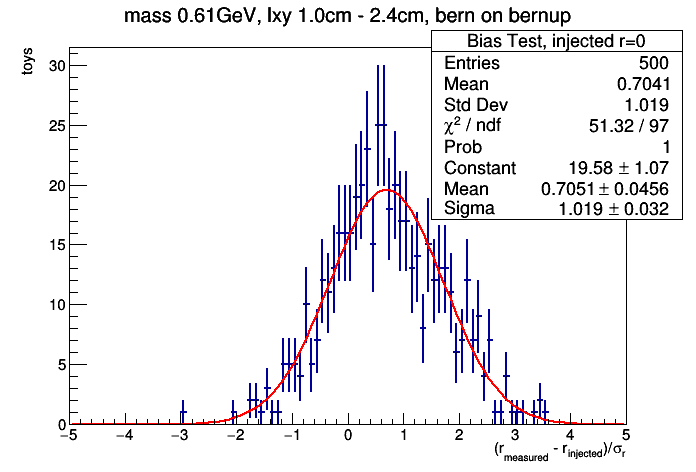 mass 0.61GeV, lxy 1.0cm - 2.4cm, bern on bernup
toys
Bias Test, injected r=0
Entries 500
Mean 0.7041
Std Dev 1.019
χ² / ndf 51.32 / 97
Prob 1
Constant 19.58 ± 1.07
Mean 0.7051 ± 0.0456
Sigma 1.019 ± 0.032
30
25
20
15
10
5
0
−5 −4 −3 −2 −1 0 1 2 3 4 5
(r_measured - r_injected)/σ_r